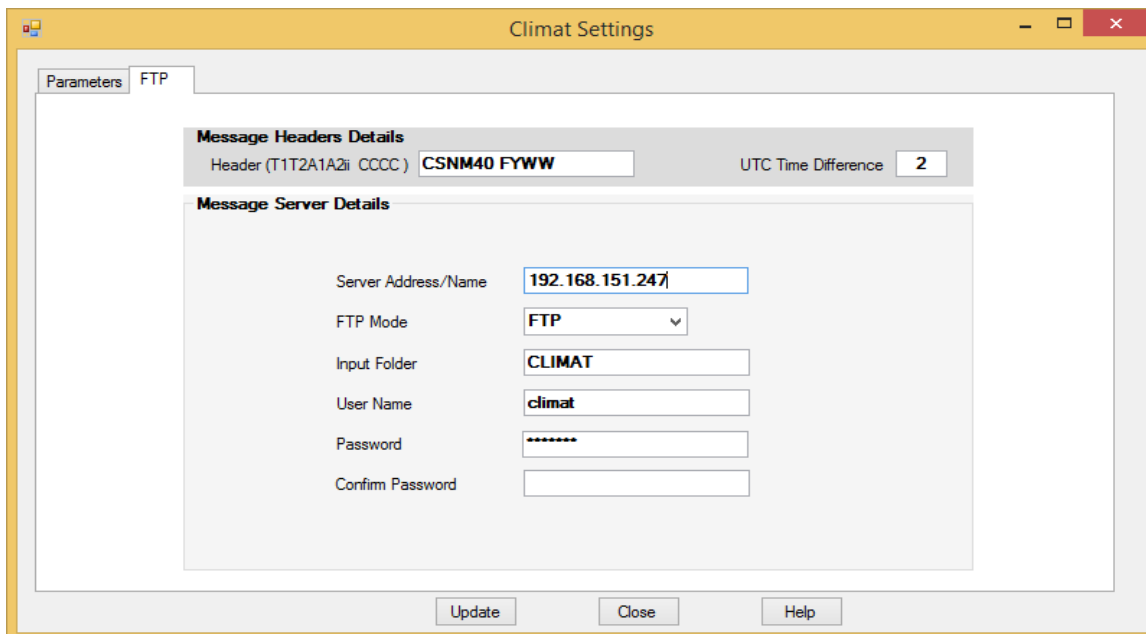 Climat Settings
Parameters FTP
Message Headers Details
Header (T1T2A1A2ii CCCC ) CSNM40 FYWW UTC Time Difference 2
Message Server Details
Server Address/Name 192.168.151.247
FTP Mode FTP
Input Folder CLIMAT
User Name climat
Password *******
Confirm Password
Update Close Help